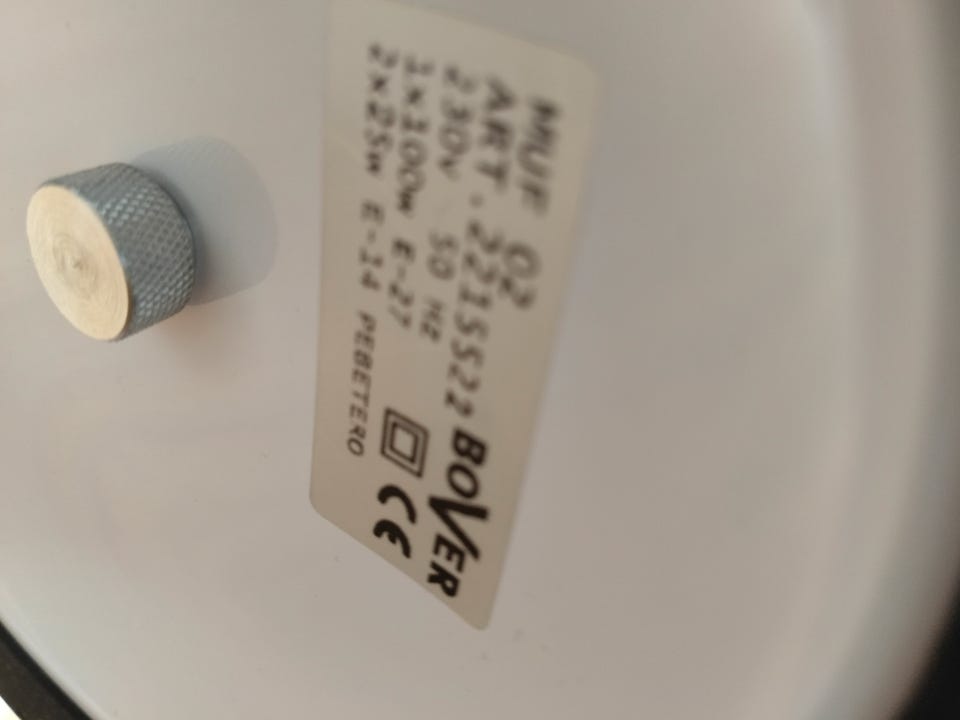 MUF 02
ART. 2215522 BOVER
230V 50 HZ
1x100W E-27 CE
2x25W E-14 PEBETERO